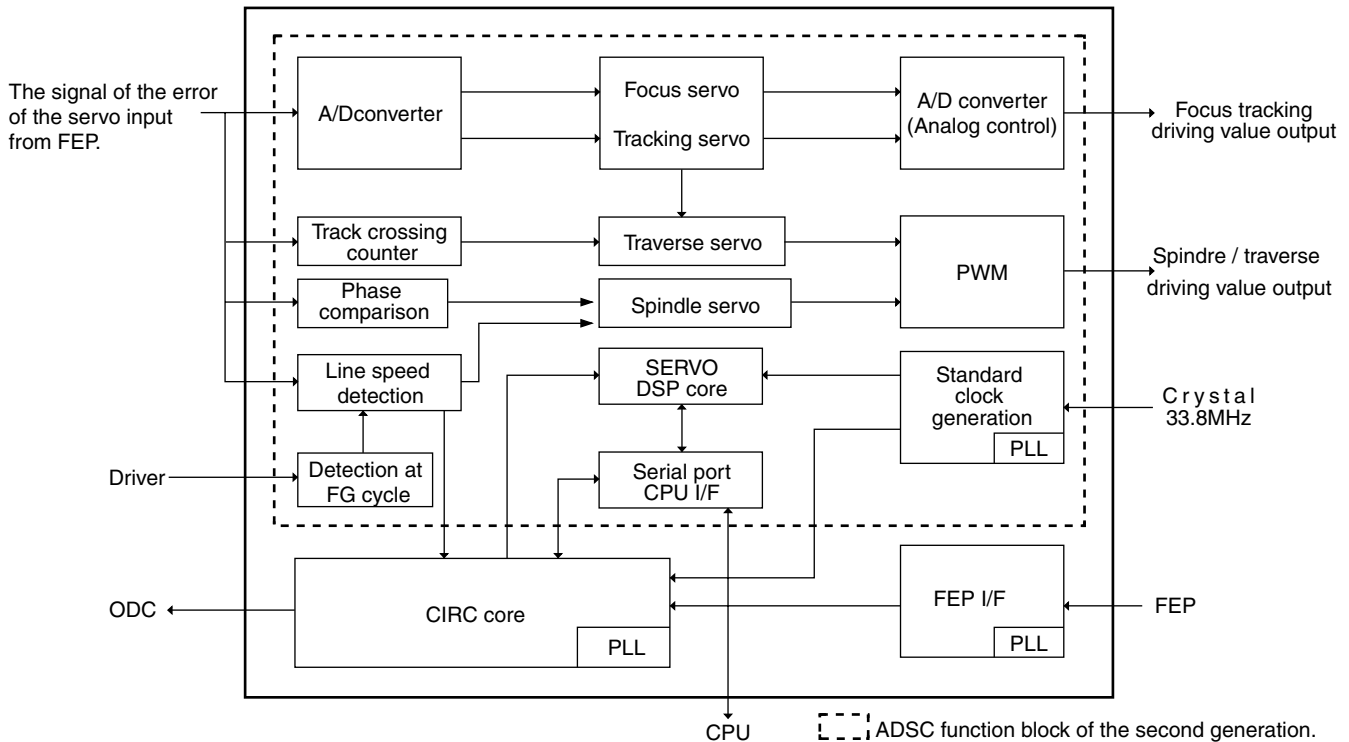 The signal of the error
of the servo input
from FEP.
A/Dconverter
Focus servo
Tracking servo
A/D converter
(Analog control)
Focus tracking
driving value output
Track crossing
counter
Traverse servo
PWM
Spindre / traverse
driving value output
Phase
comparison
Spindle servo
Line speed
detection
SERVO
DSP core
Standard
clock
generation
PLL
Crystal
33.8MHz
Driver
Detection at
FG cycle
Serial port
CPU I/F
ODC
CIRC core
PLL
FEP I/F
PLL
FEP
CPU
ADSC function block of the second generation.